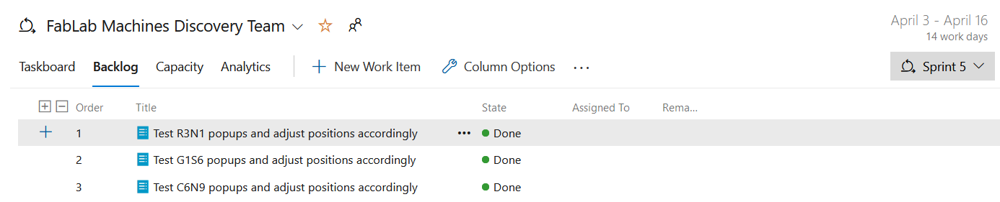 FabLab Machines Discovery Team
April 3 - April 16
14 work days
Taskboard Backlog Capacity Analytics New Work Item Column Options ...
Sprint 5
Order Title State Assigned To Rema...
1 Test R3N1 popups and adjust positions accordingly ... Done
2 Test G1S6 popups and adjust positions accordingly Done
3 Test C6N9 popups and adjust positions accordingly Done